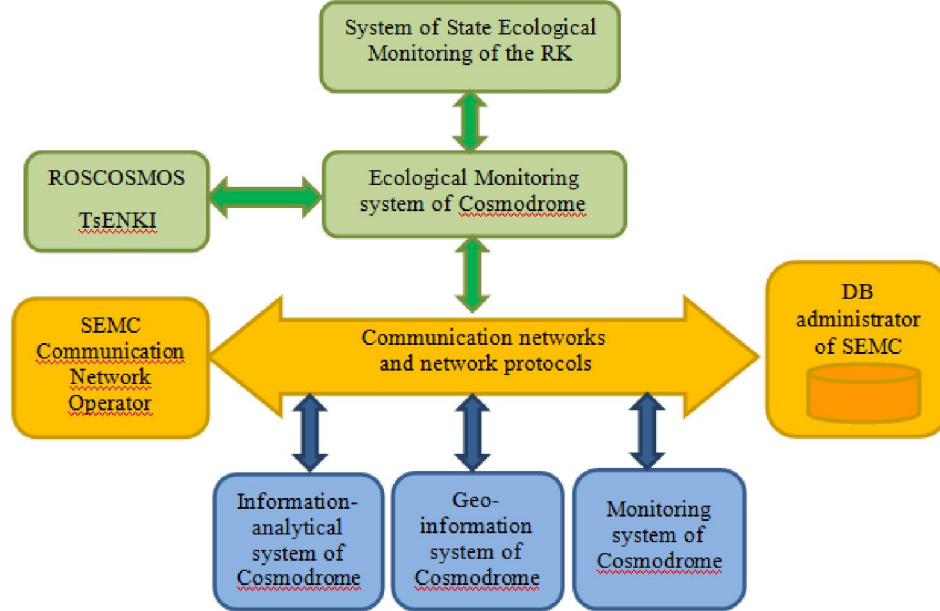 System of State Ecological
Monitoring of the RK
ROSCOSMOS
TsENKI
Ecological Monitoring
system of Cosmodrome
SEMC
Communication
Network
Operator
Communication networks
and network protocols
DB
administrator
of SEMC
Information-
analytical
system of
Cosmodrome
Geo-
information
system of
Cosmodrome
Monitoring
system of
Cosmodrome